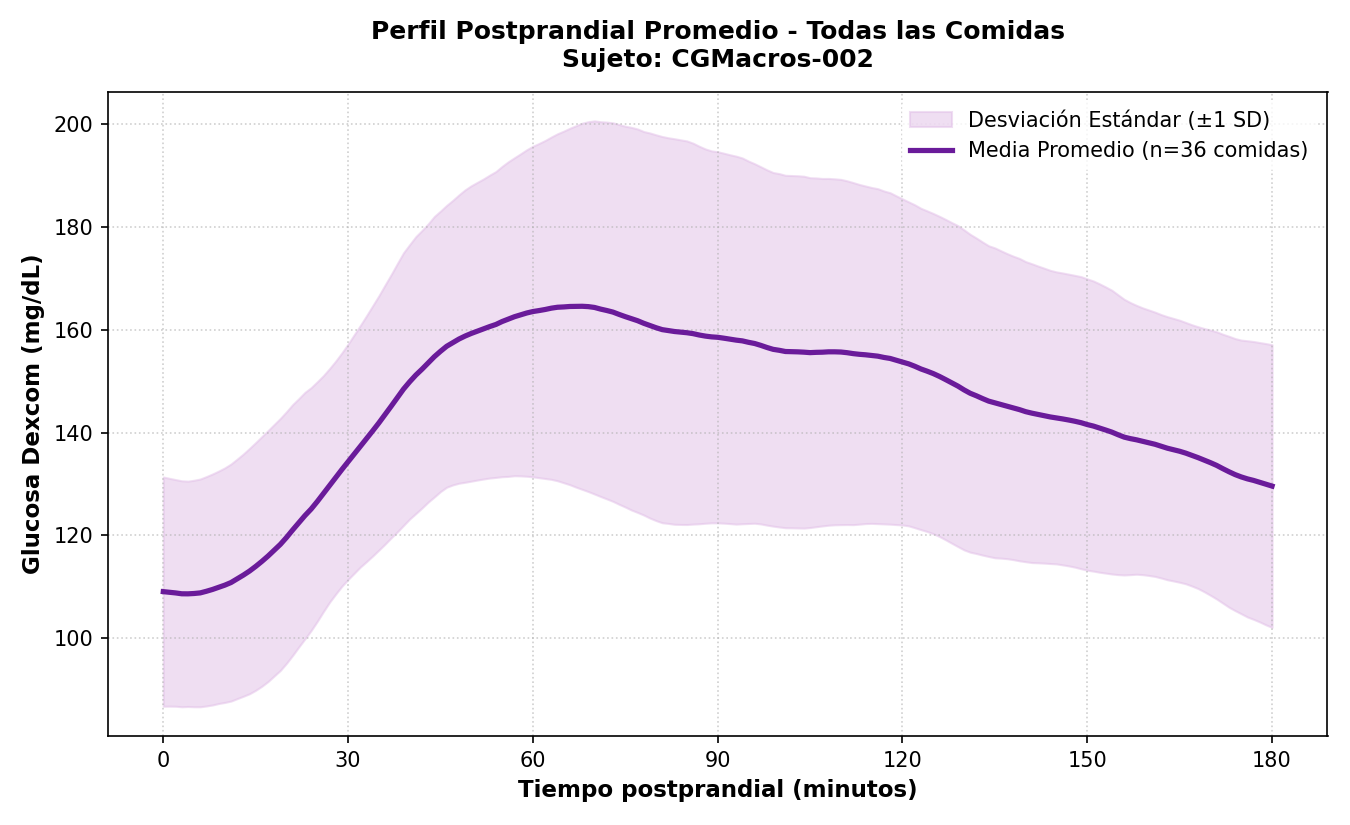 Perfil Postprandial Promedio - Todas las Comidas
Sujeto: CGMacros-002
Desviación Estándar (±1 SD)
Media Promedio (n=36 comidas)
Glucosa Dexcom (mg/dL)
200
180
160
140
120
100
0 30 60 90 120 150 180
Tiempo postprandial (minutos)